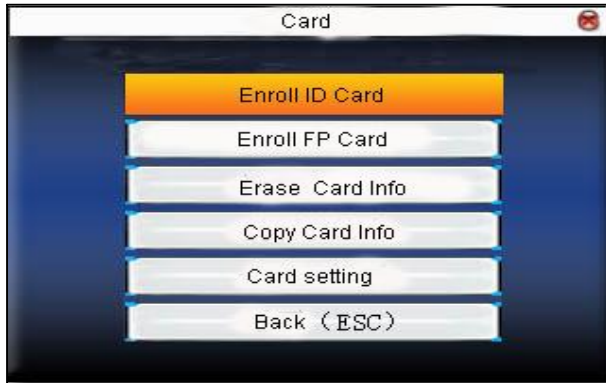 Card
Enroll ID Card
Enroll FP Card
Erase Card Info
Copy Card Info
Card setting
Back （ESC）